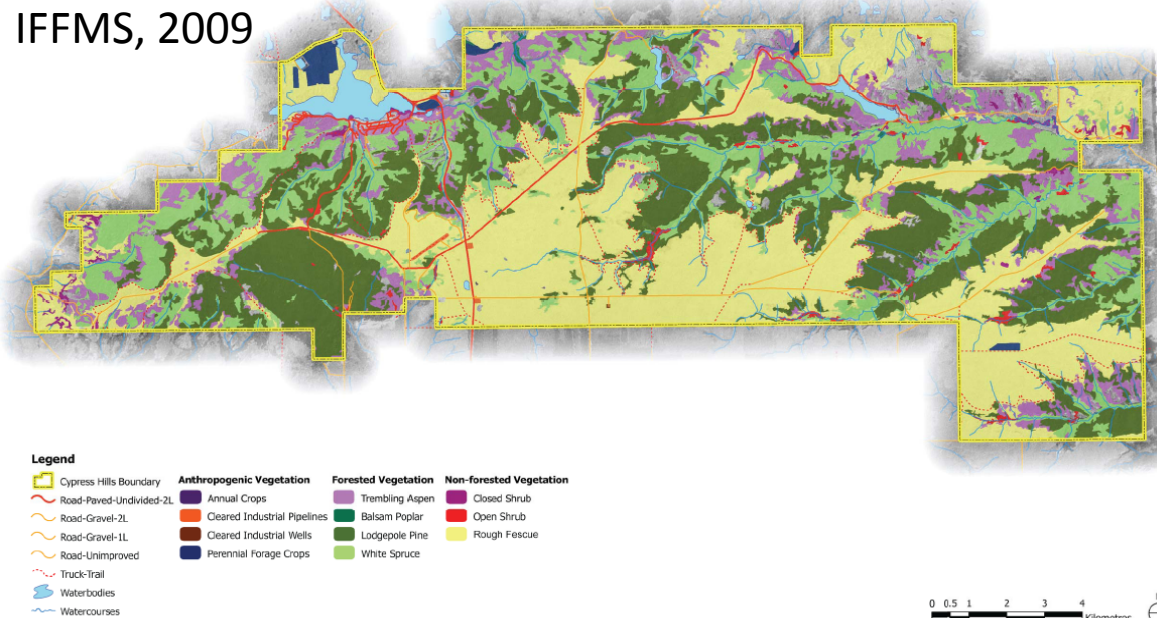 IFFMS, 2009
Legend
Cypress Hills Boundary
Road-Paved-Undivided-2L
Road-Gravel-2L
Road-Gravel-1L
Road-Unimproved
Truck-Trail
Waterbodies
Watercourses
Anthropogenic Vegetation
Annual Crops
Cleared Industrial Pipelines
Cleared Industrial Wells
Perennial Forage Crops
Forested Vegetation
Trembling Aspen
Balsam Poplar
Lodgepole Pine
White Spruce
Non-forested Vegetation
Closed Shrub
Open Shrub
Rough Fescue
0 0.5 1 2 3 4
Kilometres